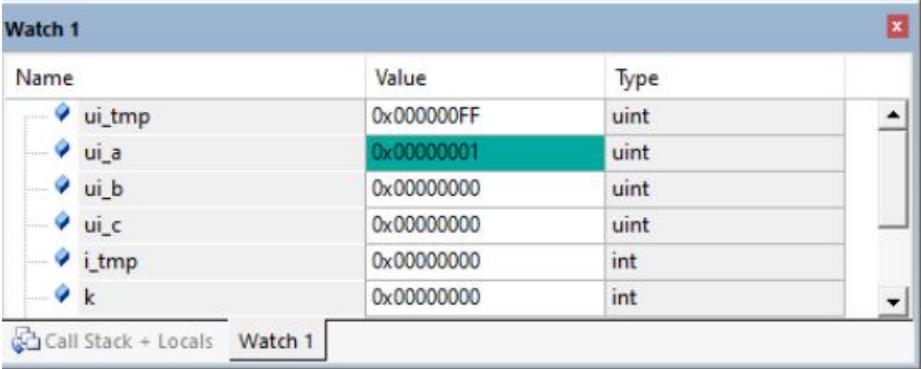 Watch 1
Name Value Type
ui_tmp 0x000000FF uint
ui_a 0x00000001 uint
ui_b 0x00000000 uint
ui_c 0x00000000 uint
i_tmp 0x00000000 int
k 0x00000000 int
Call Stack + Locals Watch 1